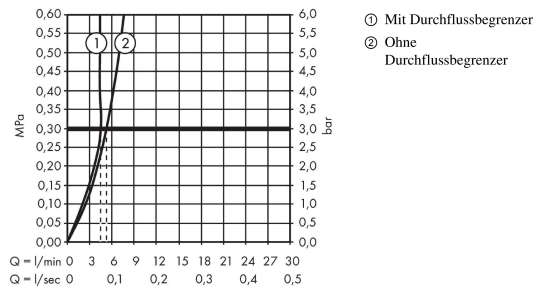 0,60 6,0
0,55 5,5
0,50 5,0
0,45 4,5
0,40 4,0
0,35 3,5
0,30 3,0
0,25 2,5
0,20 2,0
0,15 1,5
0,10 1,0
0,05 0,5
0,00 0,0
MPa
bar
1 2
Q = l/min 0 3 6 9 12 15 18 21 24 27 30
Q = l/sec 0 0,1 0,2 0,3 0,4 0,5
① Mit Durchflussbegrenzer
② Ohne
Durchflussbegrenzer